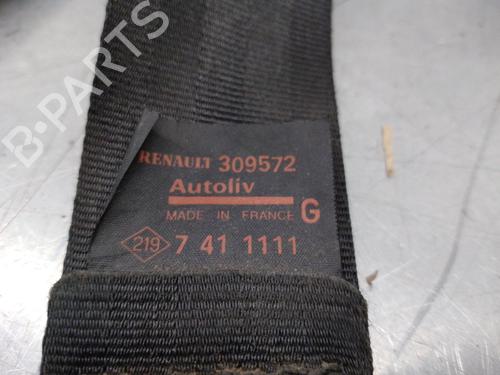 B-PARTS
RENAULT 309572
Autoliv
MADE IN FRANCE G
219 7 41 1111